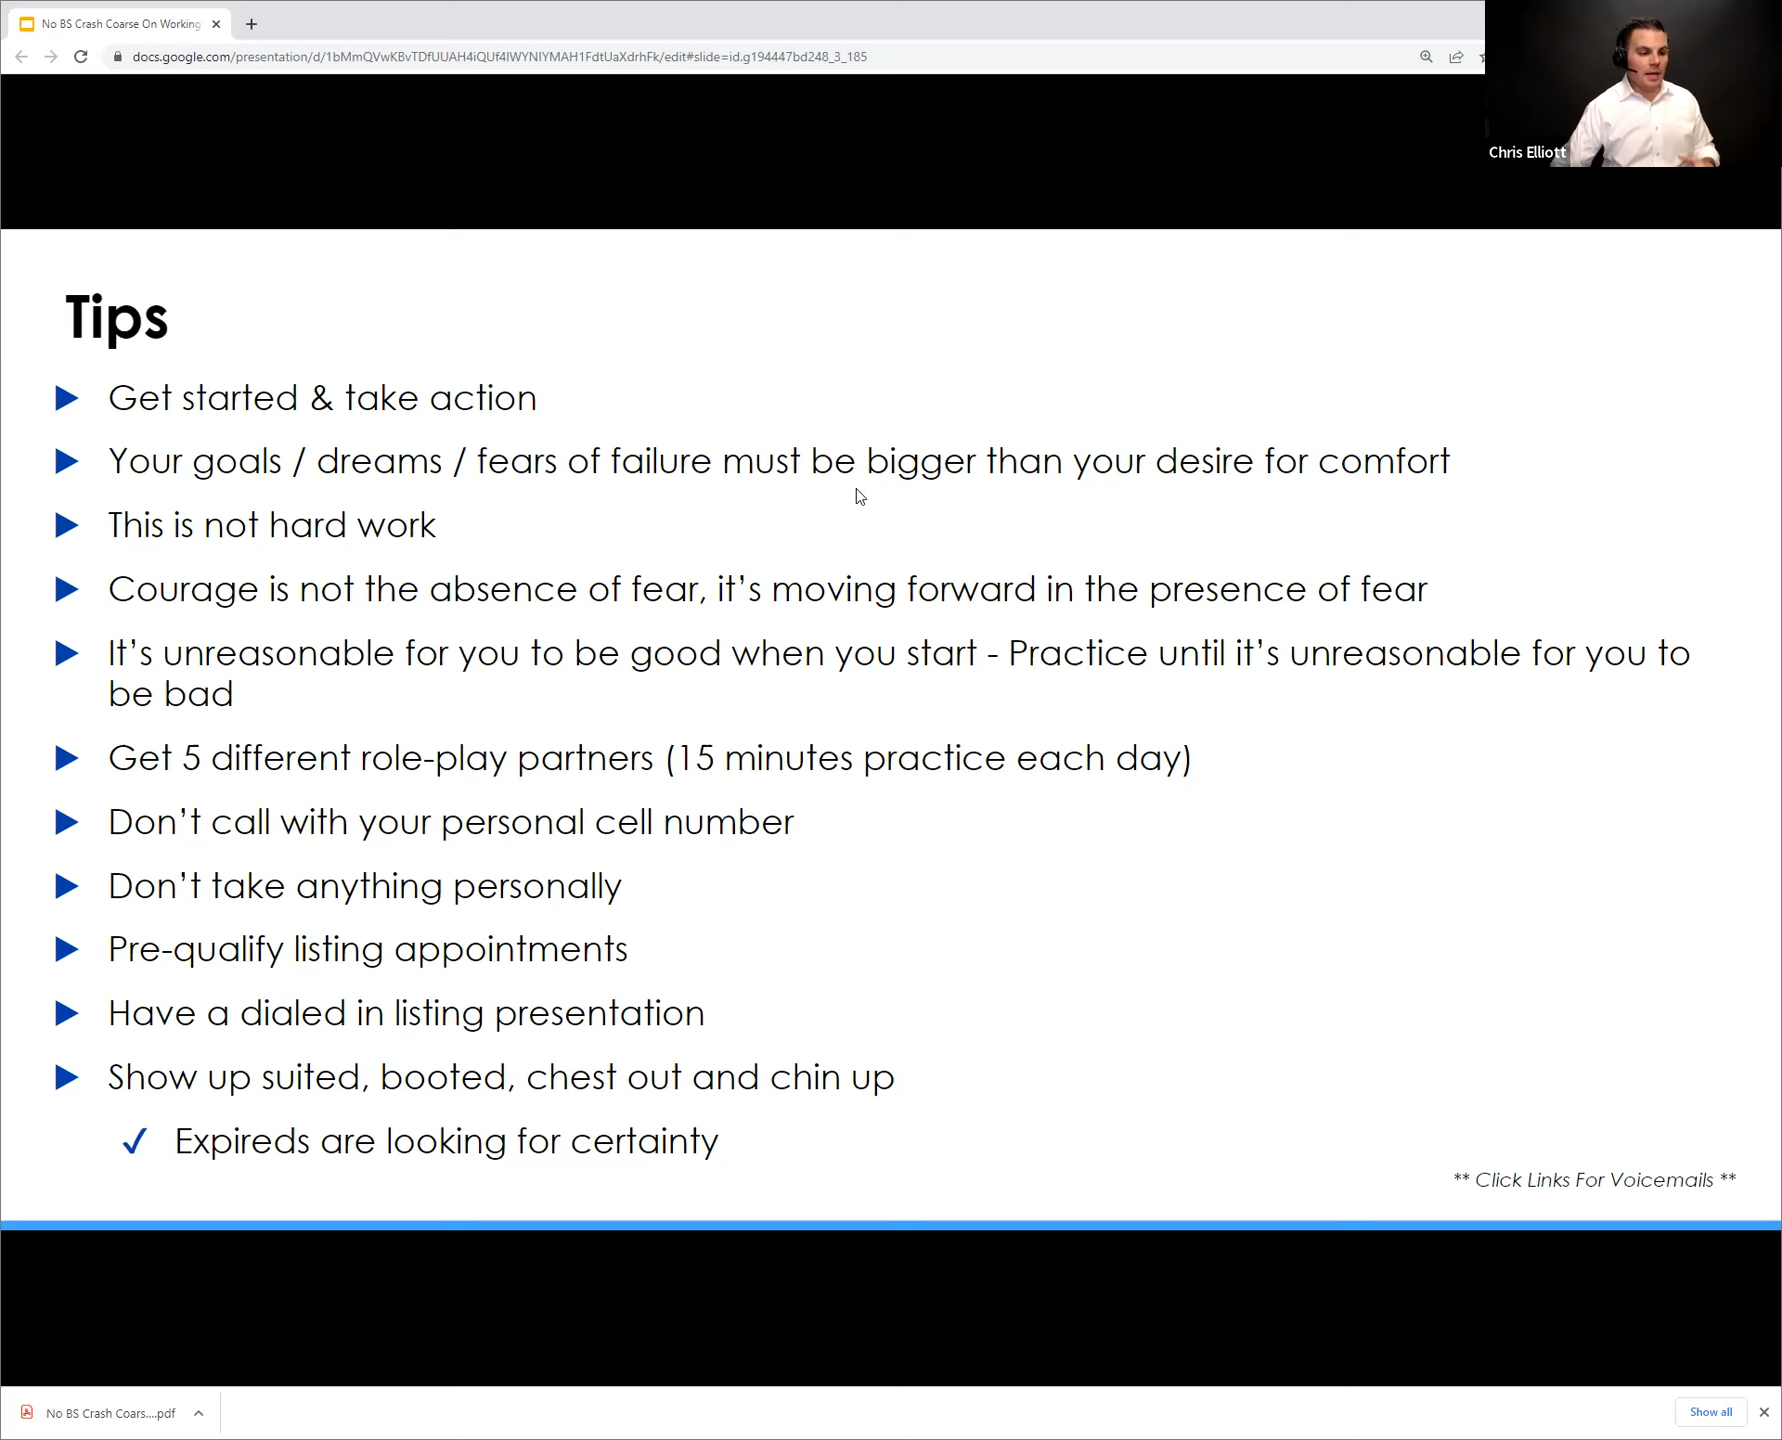 No BS Crash Coarse On Working
docs.google.com/presentation/d/1bMmQVwKBvTDfUUAH4iQUf4IWYNIYMAH1FdtUaXdrhFk/edit#slide=id.g194447bd248_3_185
Chris Elliott
Tips
Get started & take action
Your goals / dreams / fears of failure must be bigger than your desire for comfort
This is not hard work
Courage is not the absence of fear, it’s moving forward in the presence of fear
It’s unreasonable for you to be good when you start - Practice until it’s unreasonable for you to
be bad
Get 5 different role-play partners (15 minutes practice each day)
Don’t call with your personal cell number
Don’t take anything personally
Pre-qualify listing appointments
Have a dialed in listing presentation
Show up suited, booted, chest out and chin up
✓ Expireds are looking for certainty
** Click Links For Voicemails **
No BS Crash Coars....pdf
Show all